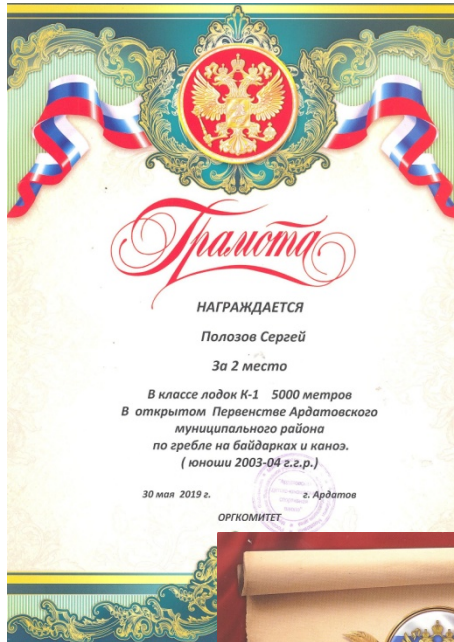 Грамота
НАГРАЖДАЕТСЯ
Полозов Сергей
За 2 место
В классе лодок К-1 5000 метров
В открытом Первенстве Ардатовского
муниципального района
по гребле на байдарках и каноэ.
( юноши 2003-04 г.г.р.)
30 мая 2019 г. г. Ардатов
ОРГКОМИТЕТ